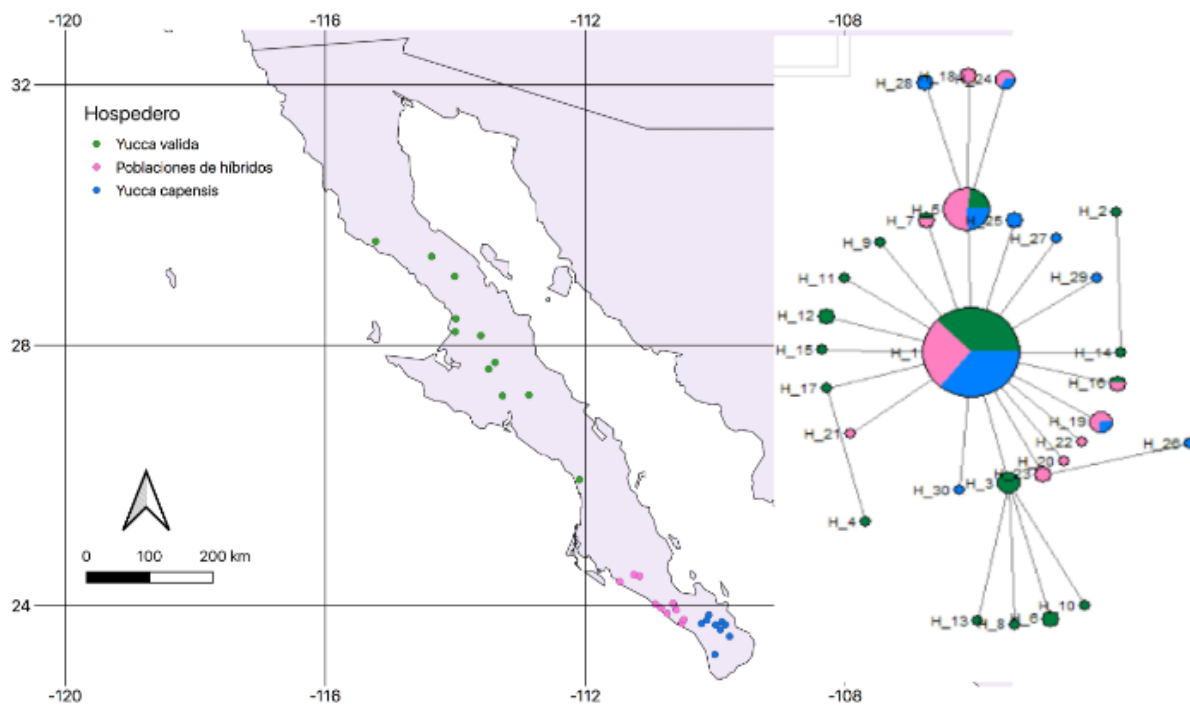 -120
-116
-112
-108
32
28
24
Hospedero
Yucca valida
Poblaciones de híbridos
Yucca capensis
0 100 200 km
-120
-116
-112
-108
H_28
H_18
H_24
H_5
H_7
H_25
H_2
H_27
H_9
H_11
H_29
H_12
H_1
H_15
H_14
H_17
H_16
H_19
H_21
H_22
H_26
H_20
H_23
H_3
H_30
H_4
H_10
H_13
H_8
H_6